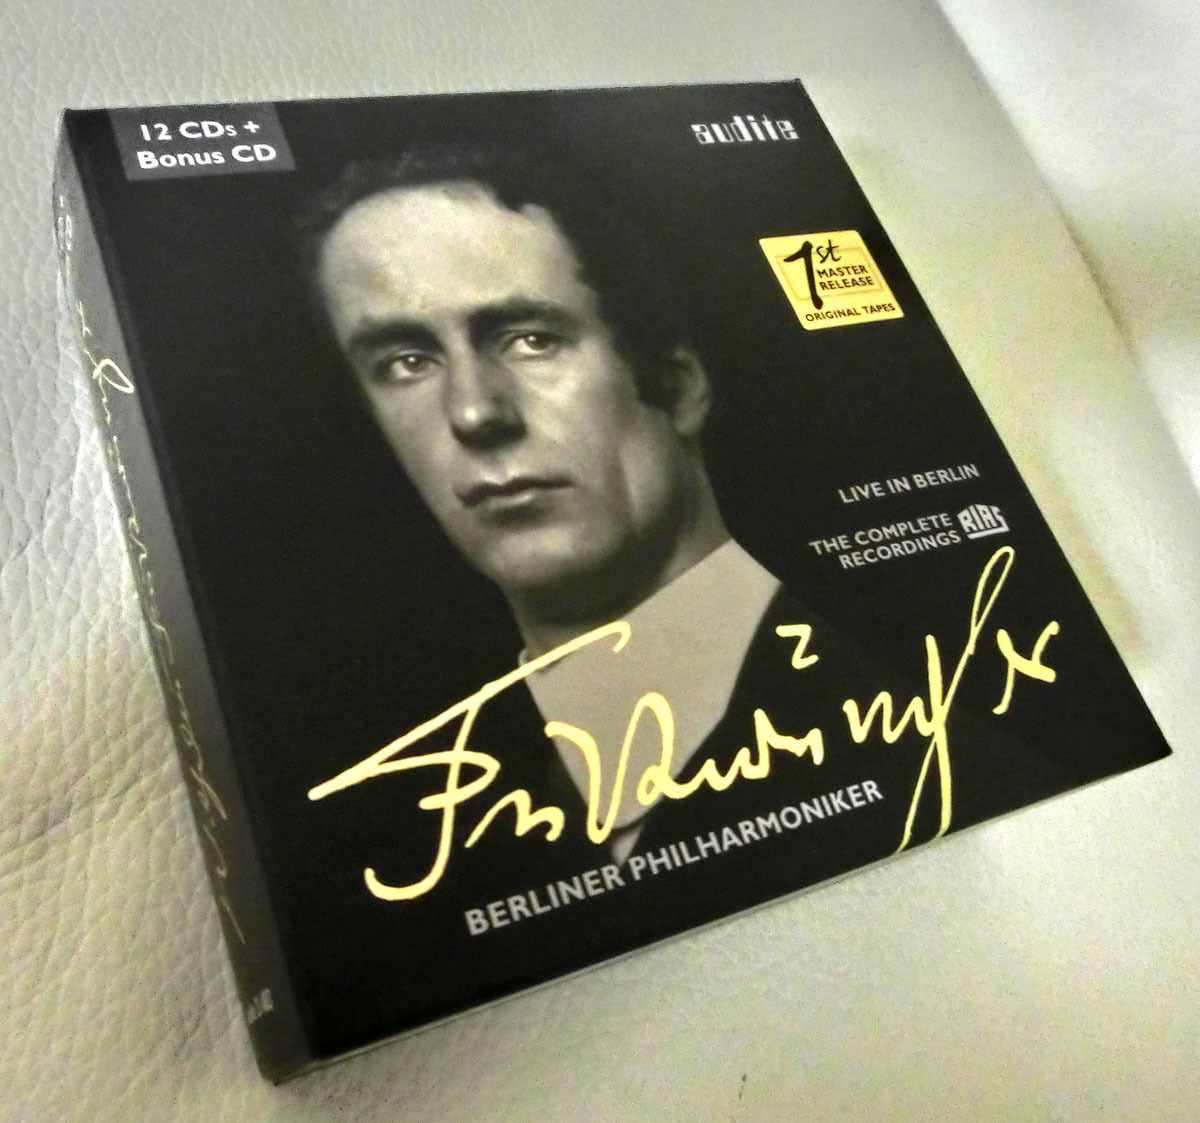 12 CDs +
Bonus CD
audite
1st
MASTER
RELEASE
ORIGINAL TAPES
LIVE IN BERLIN
THE COMPLETE RIAS
RECORDINGS
BERLINER PHILHARMONIKER